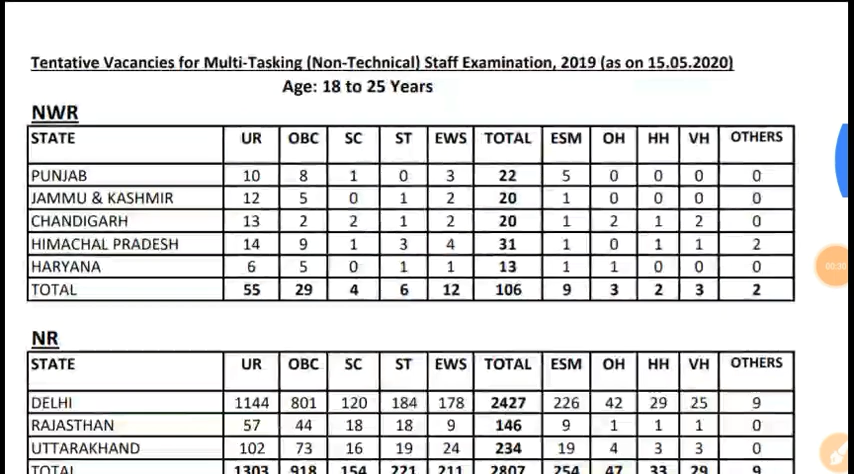 Tentative Vacancies for Multi-Tasking (Non-Technical) Staff Examination, 2019 (as on 15.05.2020)
Age: 18 to 25 Years
NWR
STATE UR OBC SC ST EWS TOTAL ESM OH HH VH OTHERS
PUNJAB 10 8 1 0 3 22 5 0 0 0 0
JAMMU & KASHMIR 12 5 0 1 2 20 1 0 0 0 0
CHANDIGARH 13 2 2 1 2 20 1 2 1 2 0
HIMACHAL PRADESH 14 9 1 3 4 31 1 0 1 1 2
HARYANA 6 5 0 1 1 13 1 1 0 0 0
TOTAL 55 29 4 6 12 106 9 3 2 3 2
NR
STATE UR OBC SC ST EWS TOTAL ESM OH HH VH OTHERS
DELHI 1144 801 120 184 178 2427 226 42 29 25 9
RAJASTHAN 57 44 18 18 9 146 9 1 1 1 0
UTTARAKHAND 102 73 16 19 24 234 19 4 3 3 0
TOTAL 1303 918 154 221 211 2807 254 47 33 29 9